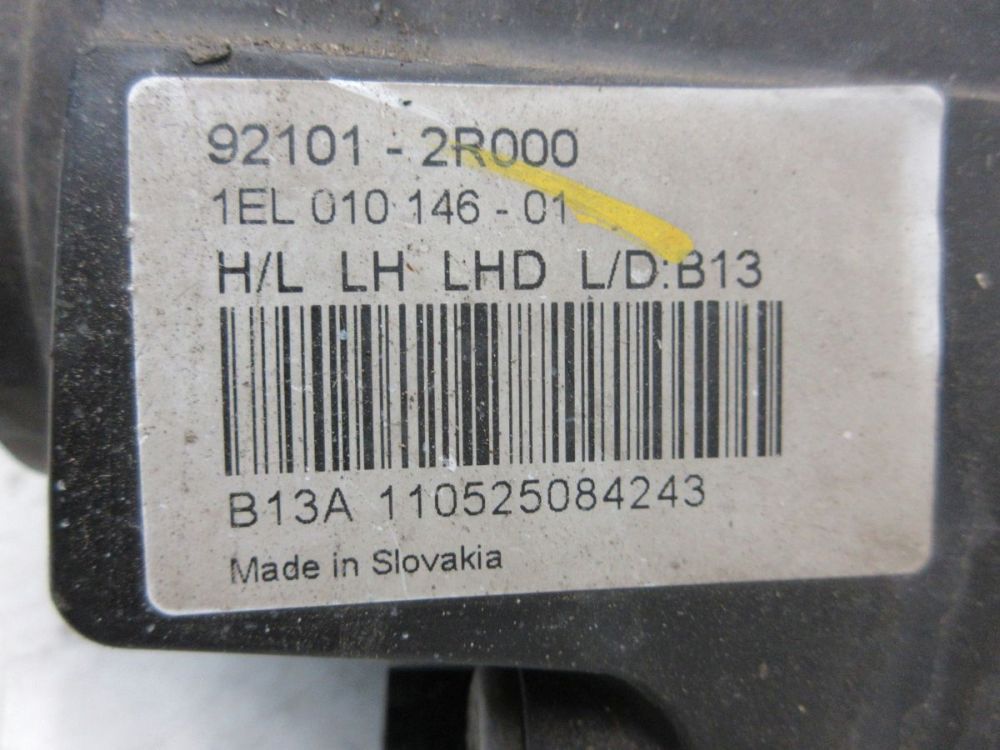 92101 - 2R000
1EL 010 146 - 01
H/L LH LHD L/D:B13
B13A 110525084243
Made in Slovakia